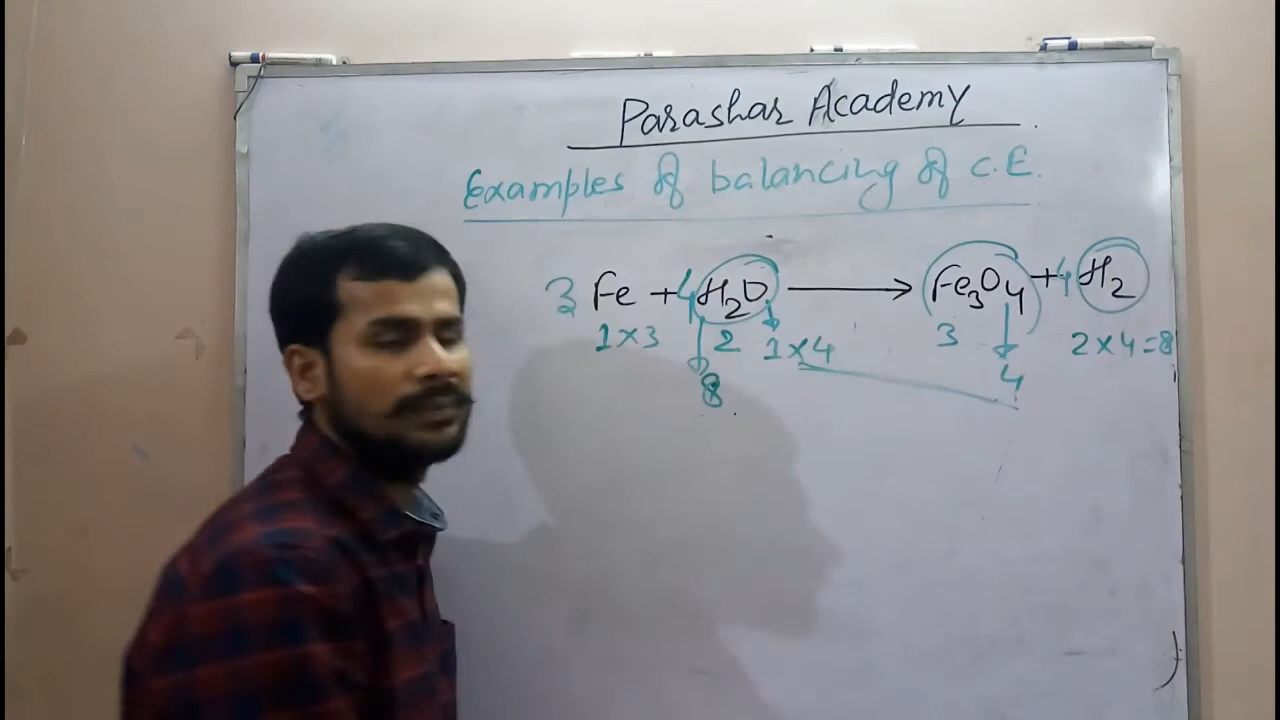 Parashar Academy
Examples of balancing of C.E.
3 Fe + 4 H2O ⟶ Fe3O4 + 4 H2
1×3 2 1×4 3 2×4=8
8 4